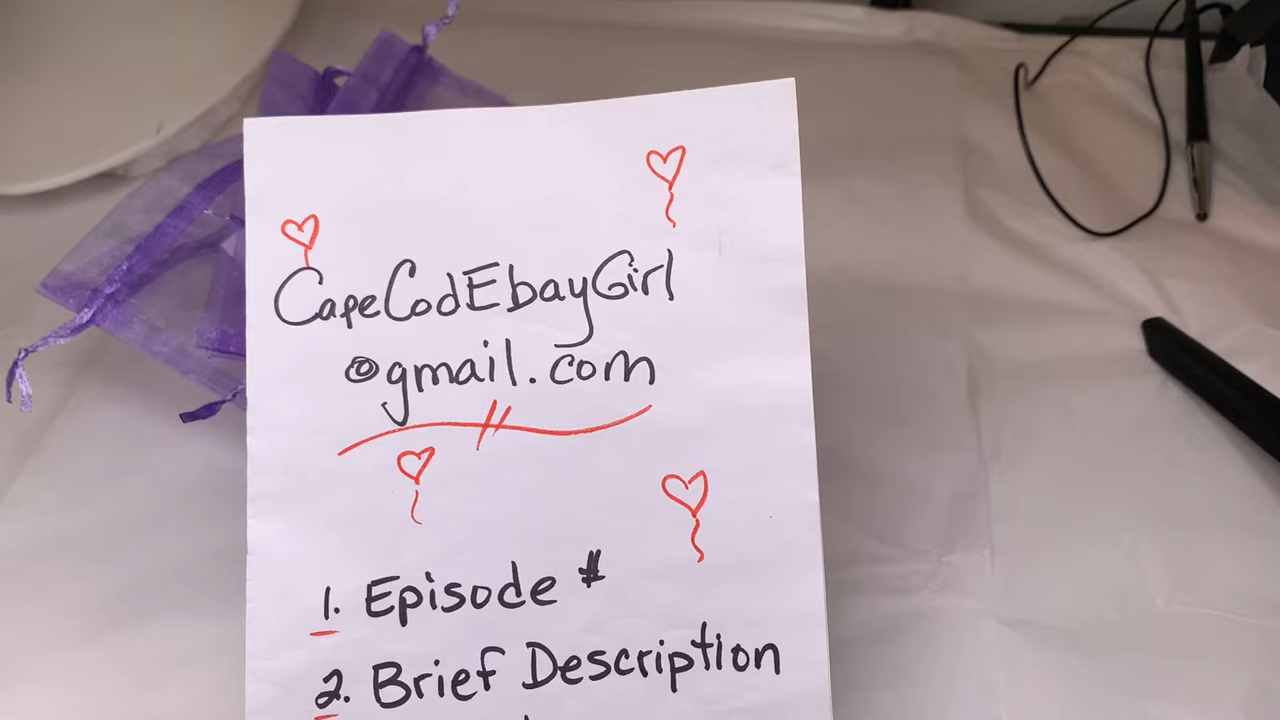 CapeCodEbayGirl
@gmail.com
1. Episode #
2. Brief Description